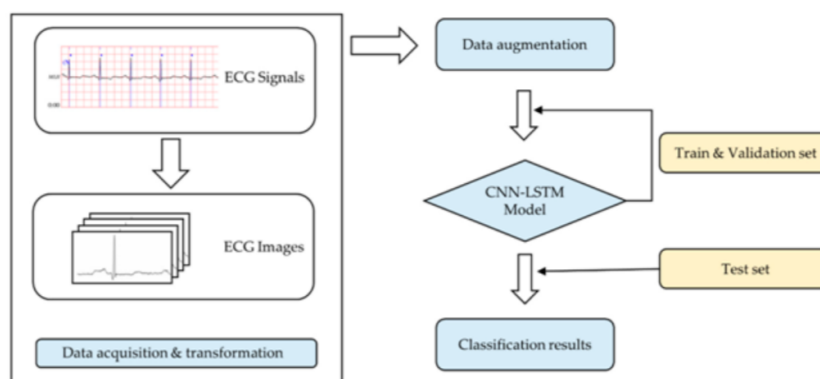 ECG Signals
ECG Images
Data acquisition & transformation
Data augmentation
CNN-LSTM
Model
Train & Validation set
Test set
Classification results